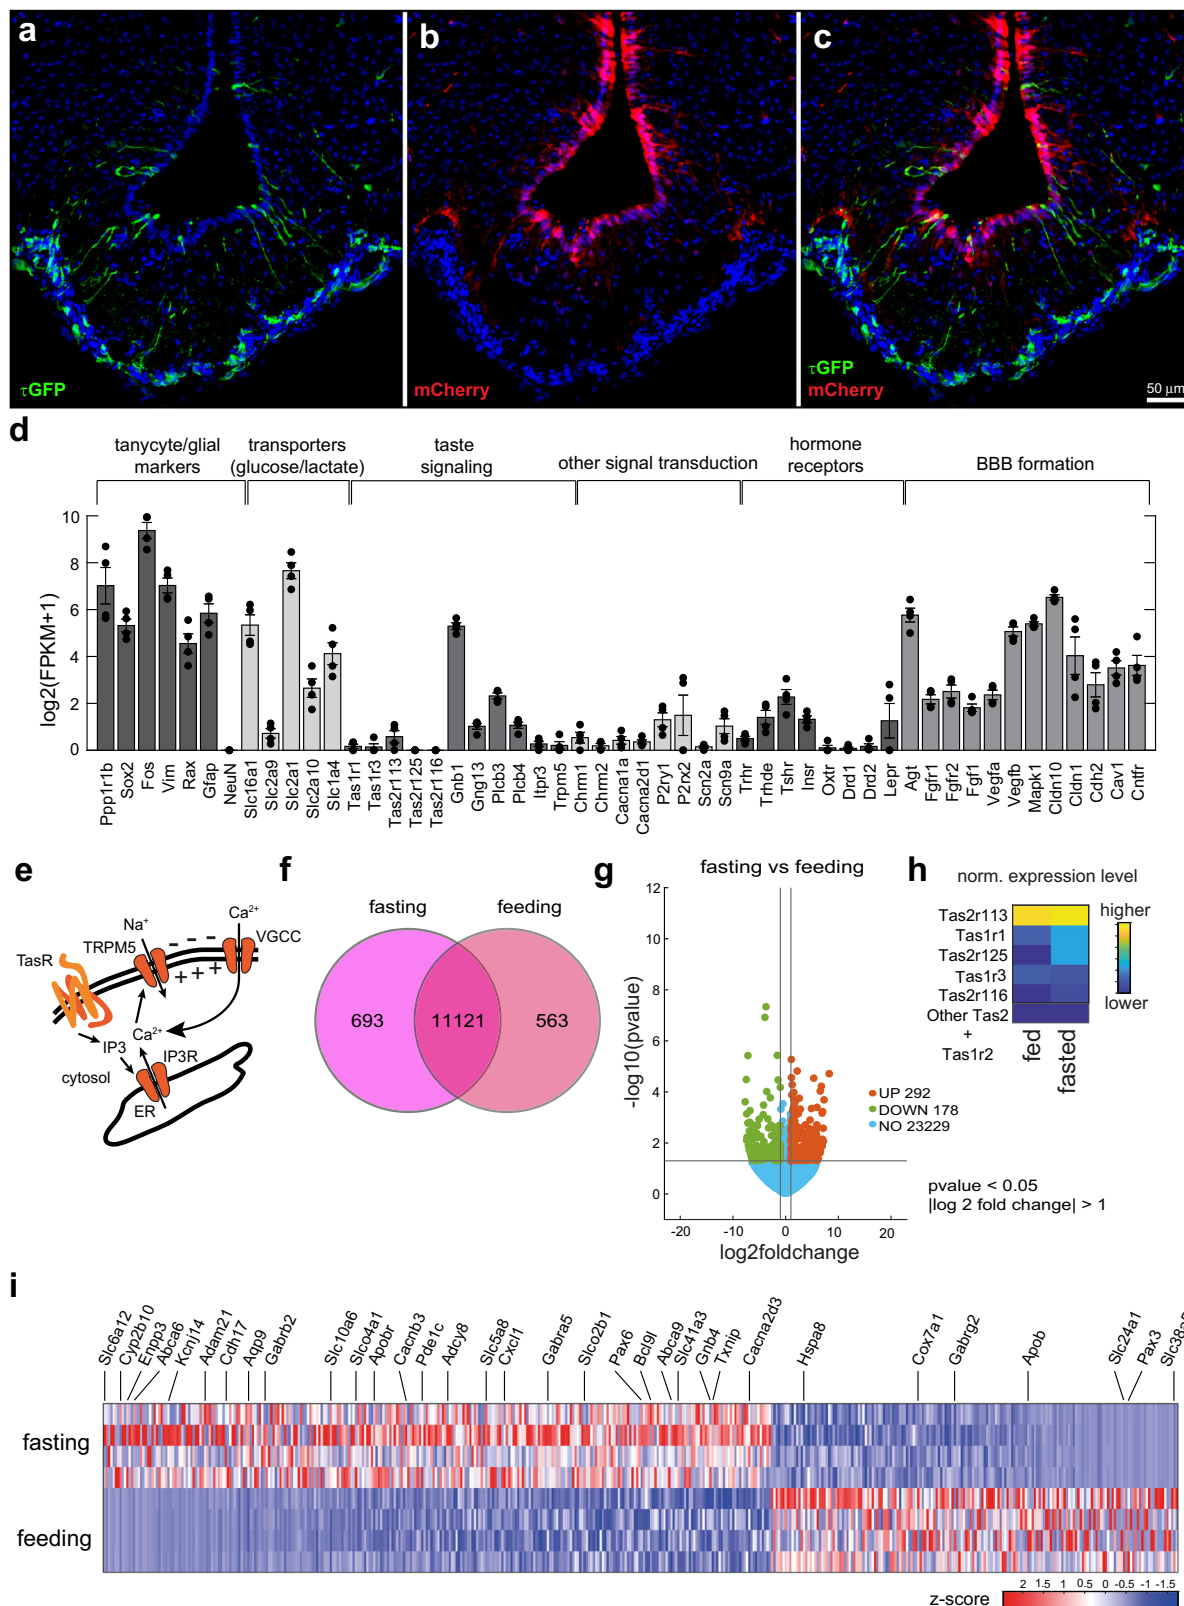 a
b
c
τGFP
mCherry
τGFP
mCherry
50 µm
d
tanycyte/glial
markers
transporters
(glucose/lactate)
taste
signaling
other signal transduction
hormone
receptors
BBB formation
log2(FPKM+1)
10
8
6
4
2
0
Ppp1r1b
Sox2
Fos
Vim
Rax
Gfap
NeuN
Slc16a1
Slc2a9
Slc2a1
Slc2a10
Slc1a4
Tas1r1
Tas1r3
Tas2r113
Tas2r125
Tas2r116
Gnb1
Gng13
Plcb3
Plcb4
Itpr3
Trpm5
Chrm1
Chrm2
Cacna1a
Cacna2d1
P2ry1
P2rx2
Scn2a
Scn9a
Trhr
Trhde
Tshr
Insr
Oxtr
Drd1
Drd2
Lepr
Agt
Fgfr1
Fgfr2
Fgf1
Vegfa
Vegfb
Mapk1
Cldn10
Cldn1
Cdh2
Cav1
Cntfr
e
Ca2+
Na+
TRPM5
VGCC
TasR
– – –
+ + +
IP3
Ca2+
IP3R
cytosol
ER
f
fasting
feeding
693
11121
563
g
fasting vs feeding
-log10(pvalue)
12
10
8
6
4
2
0
-20
-10
0
10
20
log2foldchange
UP 292
DOWN 178
NO 23229
pvalue < 0.05
|log 2 fold change| > 1
h
norm. expression level
Tas2r113
Tas1r1
Tas2r125
Tas1r3
Tas2r116
Other Tas2
+
Tas1r2
fed
fasted
higher
lower
i
Slc6a12
Cyp2b10
Enpp3
Abca6
Kcnj14
Adam21
Cdh17
Aqp9
Gabrb2
Slc10a6
Slco4a1
Apobr
Cacnb3
Pde1c
Adcy8
Slc5a8
Cxcl1
Gabra5
Slco2b1
Pax6
Bcl9l
Abca9
Slc41a3
Gnb4
Txnip
Cacna2d3
Hspa8
Cox7a1
Gabrg2
Apob
Slc24a1
Pax3
fasting
feeding
z-score
2 1.5 1 0.5 0 -0.5 -1 -1.5